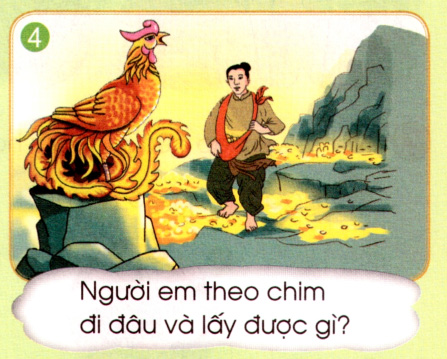 4
Người em theo chim
đi đâu và lấy được gì?